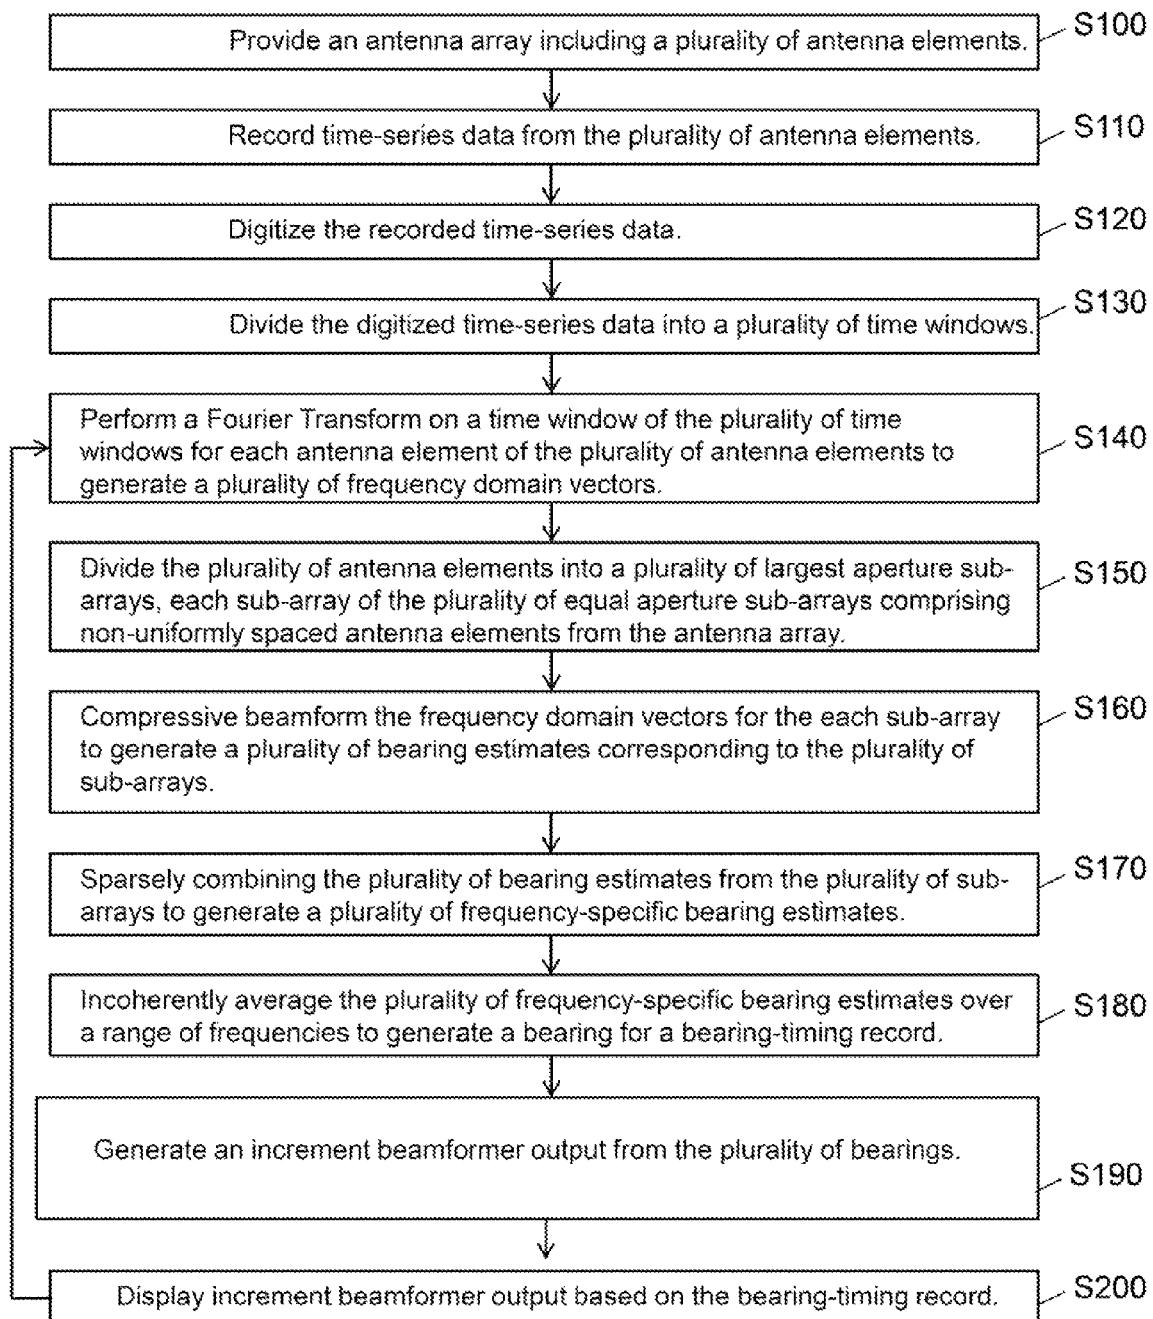 Provide an antenna array including a plurality of antenna elements.
S100
Record time-series data from the plurality of antenna elements.
S110
Digitize the recorded time-series data.
S120
Divide the digitized time-series data into a plurality of time windows.
S130
Perform a Fourier Transform on a time window of the plurality of time
windows for each antenna element of the plurality of antenna elements to
generate a plurality of frequency domain vectors.
S140
Divide the plurality of antenna elements into a plurality of largest aperture sub-
arrays, each sub-array of the plurality of equal aperture sub-arrays comprising
non-uniformly spaced antenna elements from the antenna array.
S150
Compressive beamform the frequency domain vectors for the each sub-array
to generate a plurality of bearing estimates corresponding to the plurality of
sub-arrays.
S160
Sparsely combining the plurality of bearing estimates from the plurality of sub-
arrays to generate a plurality of frequency-specific bearing estimates.
S170
Incoherently average the plurality of frequency-specific bearing estimates over
a range of frequencies to generate a bearing for a bearing-timing record.
S180
Generate an increment beamformer output from the plurality of bearings.
S190
Display increment beamformer output based on the bearing-timing record.
S200